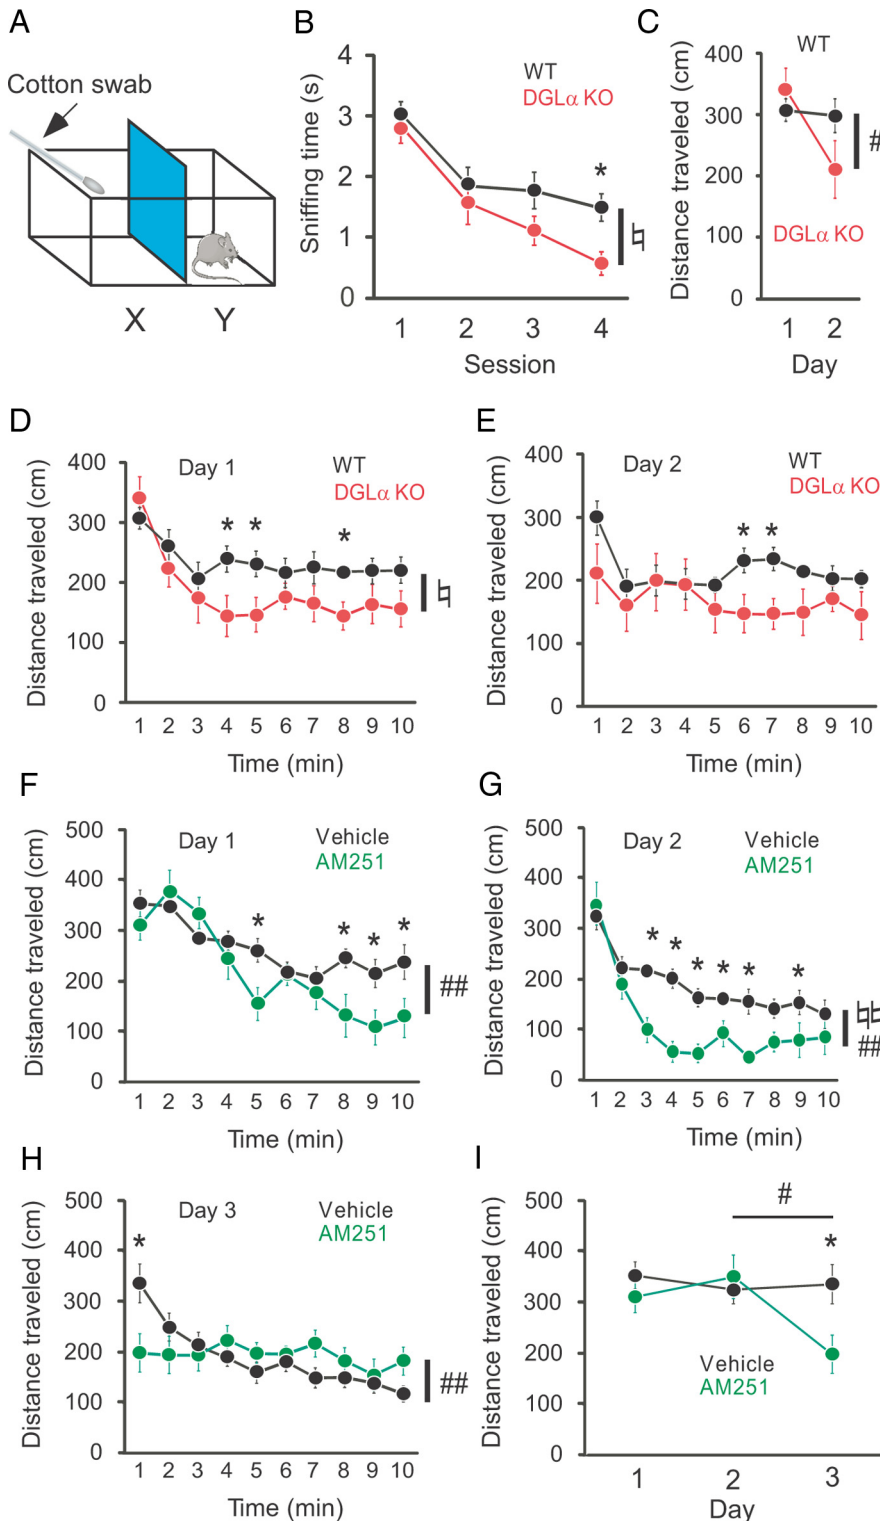 A
Cotton swab
X Y
B
Sniffing time (s)
4
3
2
1
0
WT
DGLα KO
*
♮
1 2 3 4
Session
C
Distance traveled (cm)
400
300
200
100
0
WT
#
DGLα KO
1 2
Day
D
Distance traveled (cm)
400
300
200
100
0
Day 1
WT
DGLα KO
* * *
♮
1 2 3 4 5 6 7 8 9 10
Time (min)
E
Distance traveled (cm)
400
300
200
100
0
Day 2
WT
DGLα KO
* *
1 2 3 4 5 6 7 8 9 10
Time (min)
F
Distance traveled (cm)
500
400
300
200
100
0
Day 1
Vehicle
AM251
* * * *
##
1 2 3 4 5 6 7 8 9 10
Time (min)
G
Distance traveled (cm)
500
400
300
200
100
0
Day 2
Vehicle
AM251
* * * * * *
♮♮
##
1 2 3 4 5 6 7 8 9 10
Time (min)
H
Distance traveled (cm)
500
400
300
200
100
0
Day 3
Vehicle
AM251
*
##
1 2 3 4 5 6 7 8 9 10
Time (min)
I
Distance traveled (cm)
500
400
300
200
100
0
#
*
Vehicle
AM251
1 2 3
Day